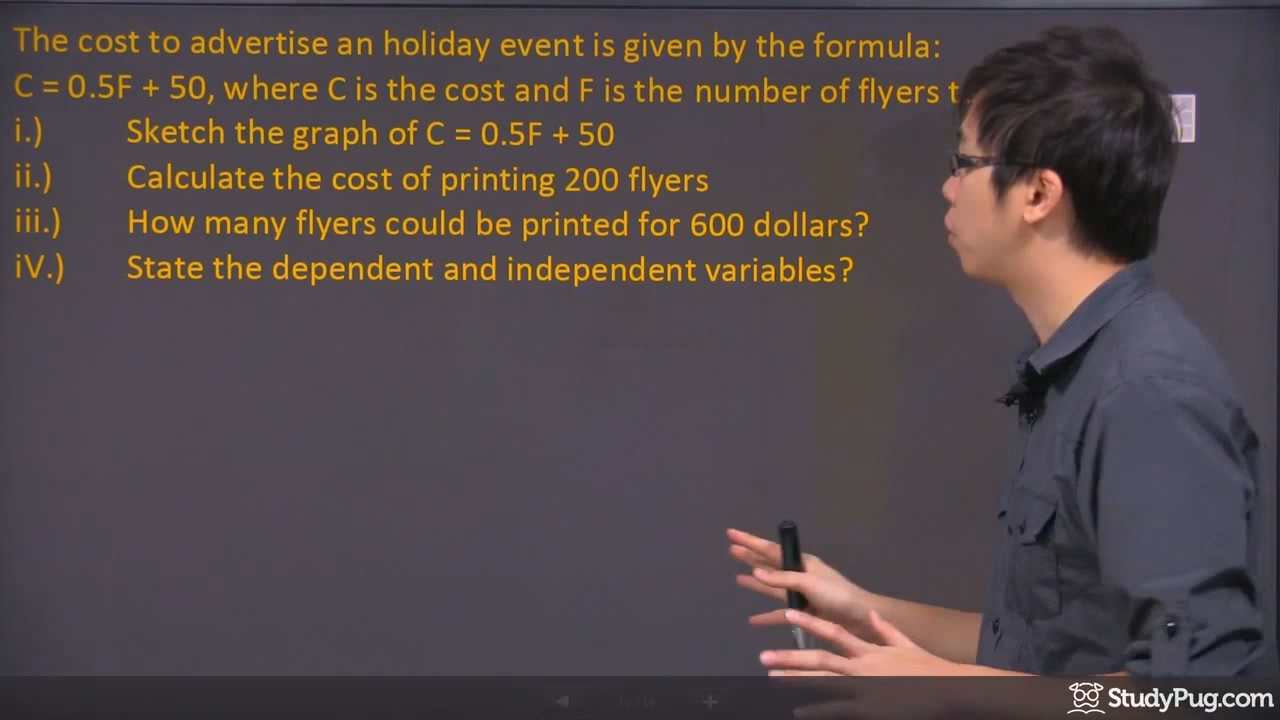 The cost to advertise an holiday event is given by the formula:
C = 0.5F + 50, where C is the cost and F is the number of flyers
i.) Sketch the graph of C = 0.5F + 50
ii.) Calculate the cost of printing 200 flyers
iii.) How many flyers could be printed for 600 dollars?
iv.) State the dependent and independent variables?
StudyPug.com